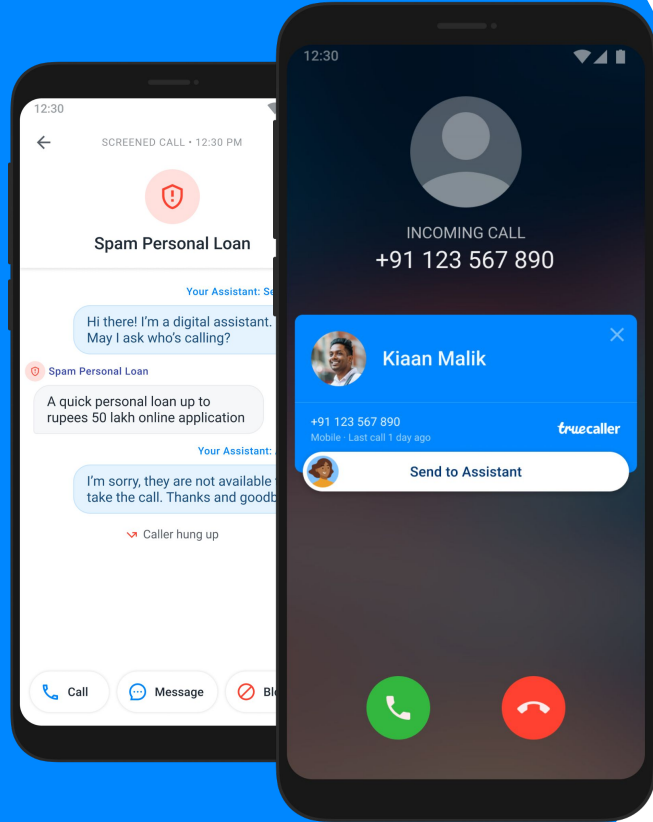 12:30
SCREENED CALL • 12:30 PM
Spam Personal Loan
Your Assistant:
Hi there! I'm a digital assistant.
May I ask who's calling?
Spam Personal Loan
A quick personal loan up to
rupees 50 lakh online application
Your Assistant:
I'm sorry, they are not available
take the call. Thanks and
Caller hung up
Call
Message
12:30
INCOMING CALL
+91 123 567 890
Kiaan Malik
+91 123 567 890
Mobile · Last call 1 day ago
truecaller
Send to Assistant